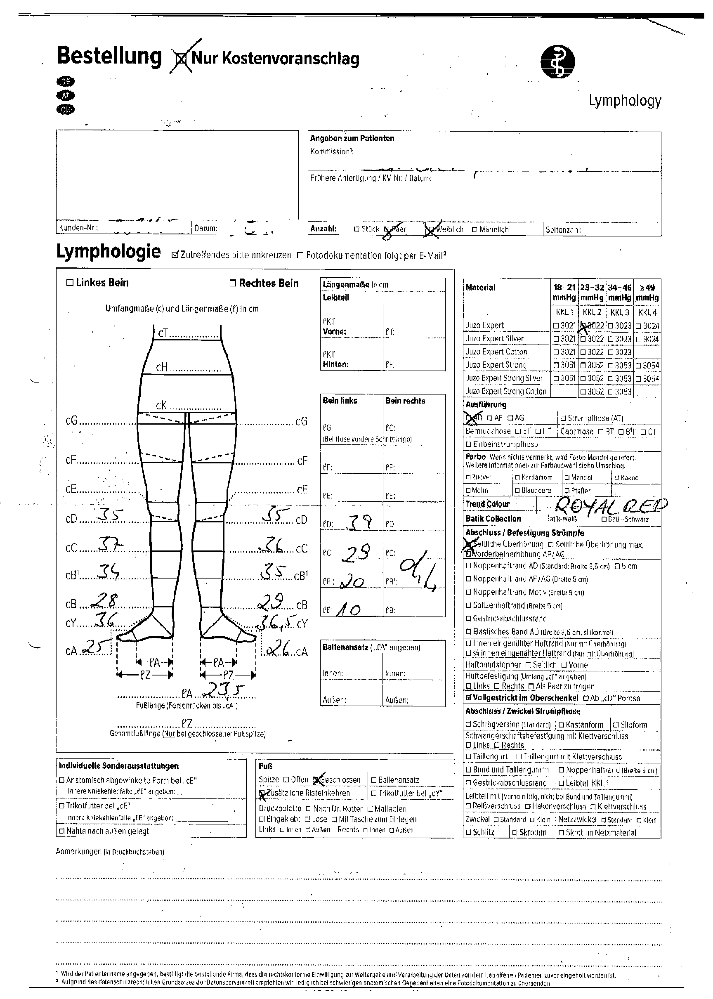 Bestellung ☒ Nur Kostenvoranschlag
DE
AT
CH
Lymphology
Angaben zum Patienten
Kommission¹:
Frühere Anfertigung / KV-Nr. / Datum:
Kunden-Nr.: Datum:
Anzahl: ☐ Stück ☒ Paar ☒ Weiblich ☐ Männlich Seitenzahl:
Lymphologie ☑ Zutreffendes bitte ankreuzen ☐ Fotodokumentation folgt per E-Mail²
☐ Linkes Bein ☐ Rechtes Bein
Umfangmaße (c) und Längenmaße (ℓ) in cm
cT
cH
cK
cG cG
cF cF
cE cE
cD 35 35 cD
cC 37 36 cC
cB¹ 34 35 cB¹
cB 28 29 cB
cY 36 36,5 cY
cA 25 26 cA
ℓA ℓA
ℓZ ℓZ
ℓA 23,5
Fußlänge (Fersenrücken bis „cA")
ℓZ
Gesamtfußlänge (Nur bei geschlossener Fußspitze)
Längenmaße in cm
Leibteil
ℓKT
Vorne: ℓT:
ℓKT
Hinten: ℓH:
Bein links Bein rechts
ℓG: ℓG:
(Bei Hose vordere Schrittlänge)
ℓF: ℓF:
ℓE: ℓE:
ℓD: 39 ℓD:
ℓC: 29 ℓC:
ℓB¹: 20 ℓB¹:
ℓB: 10 ℓB:
Ballenansatz („ℓA" angeben)
Innen: Innen:
Außen: Außen:
Material 18-21 mmHg 23-32 mmHg 34-46 mmHg ≥49 mmHg
KKL 1 KKL 2 KKL 3 KKL 4
Juzo Expert ☐ 3021 ☒ 3022 ☐ 3023 ☐ 3024
Juzo Expert Silver ☐ 3021 ☐ 3022 ☐ 3023 ☐ 3024
Juzo Expert Cotton ☐ 3021 ☐ 3022 ☐ 3023
Juzo Expert Strong ☐ 3051 ☐ 3052 ☐ 3053 ☐ 3054
Juzo Expert Strong Silver ☐ 3051 ☐ 3052 ☐ 3053 ☐ 3054
Juzo Expert Strong Cotton ☐ 3052 ☐ 3053
Ausführung
☒ AD ☐ AF ☐ AG ☐ Strumpfhose (AT)
Bermudahose ☐ ET ☐ FT Caprihose ☐ BT ☐ B¹T ☐ CT
☐ Einbeinstrumpfhose
Farbe Wenn nichts vermerkt, wird Farbe Mandel geliefert.
Weitere Informationen zur Farbauswahl siehe Umschlag.
☐ Zucker ☐ Kardamom ☐ Mandel ☐ Kakao
☐ Mohn ☐ Blaubeere ☐ Pfeffer
Trend Colour ROYAL RED
Batik Collection Batik-Weiß ☐ Batik-Schwarz
Abschluss / Befestigung Strümpfe
☒ Seitliche Überhöhung ☐ Seitliche Überhöhung max.
☐ Vorderbeinerhöhung AF/AG
☐ Noppenhaftrand AD (Standard: Breite 3,5 cm) ☐ 5 cm
☐ Noppenhaftrand AF/AG (Breite 5 cm)
☐ Noppenhaftrand Motiv (Breite 5 cm)
☐ Spitzenhaftrand (Breite 5 cm)
☐ Gestrickabschlussrand
☐ Elastisches Band AD (Breite 3,5 cm, silikonfrei)
☐ Innen eingenähter Haftrand (Nur mit Überhöhung)
☐ ¾ innen eingenähter Haftrand (Nur mit Überhöhung)
Haftbandstopper ☐ Seitlich ☐ Vorne
Hüftbefestigung (Umfang „cT" angeben)
☐ Links ☐ Rechts ☐ Als Paar zu tragen
☑ Vollgestrickt im Oberschenkel ☐ Ab „cD" Porosa
Abschluss / Zwickel Strumpfhose
☐ Schrägversion (Standard) ☐ Kastenform ☐ Slipform
Schwangerschaftsbefestigung mit Klettverschluss
☐ Links ☐ Rechts
☐ Taillengurt ☐ Taillengurt mit Klettverschluss
☐ Bund und Taillengummi ☐ Noppenhaftrand (Breite 5 cm)
☐ Gestrickabschlussrand ☐ Leibteil KKL 1
Leibteil mit (Vorne mittig, nicht bei Bund und Taillengummi)
☐ Reißverschluss ☐ Hakenverschluss ☐ Klettverschluss
Zwickel ☐ Standard ☐ Klein Netzzwickel ☐ Standard ☐ Klein
☐ Schlitz ☐ Skrotum ☐ Skrotum Netzmaterial
Individuelle Sonderausstattungen
☐ Anatomisch abgewinkelte Form bei „cE"
Innere Kniekehlenfalte „ℓE" angeben:
☐ Trikotfutter bei „cE"
Innere Kniekehlenfalte „ℓE" angeben:
☐ Nähte nach außen gelegt
Fuß
Spitze ☐ Offen ☒ Geschlossen ☐ Ballenansatz
☒ Zusätzliche Risteinkehren ☐ Trikotfutter bei „cY"
Druckpelotte ☐ Nach Dr. Rotter ☐ Malleolen
☐ Eingeklebt ☐ Lose ☐ Mit Tasche zum Einlegen
Links ☐ Innen ☐ Außen Rechts ☐ Innen ☐ Außen
Anmerkungen (in Druckbuchstaben)
¹ Wird der Patientenname angegeben, bestätigt die bestellende Firma, dass die rechtskonforme Einwilligung zur Weitergabe und Verarbeitung der Daten von dem betroffenen Patienten zuvor eingeholt worden ist.
² Aufgrund des datenschutzrechtlichen Grundsatzes der Datensparsamkeit empfehlen wir, lediglich bei schwierigen anatomischen Gegebenheiten eine Fotodokumentation zu übersenden.